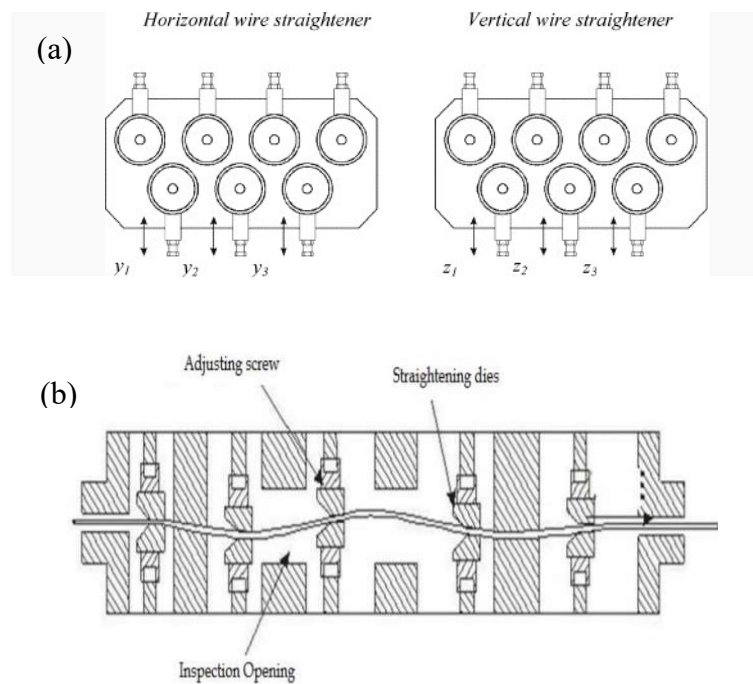 Horizontal wire straightener Vertical wire straightener
(a)
y1 y2 y3 z1 z2 z3
Adjusting screw
Straightening dies
(b)
Inspection Opening